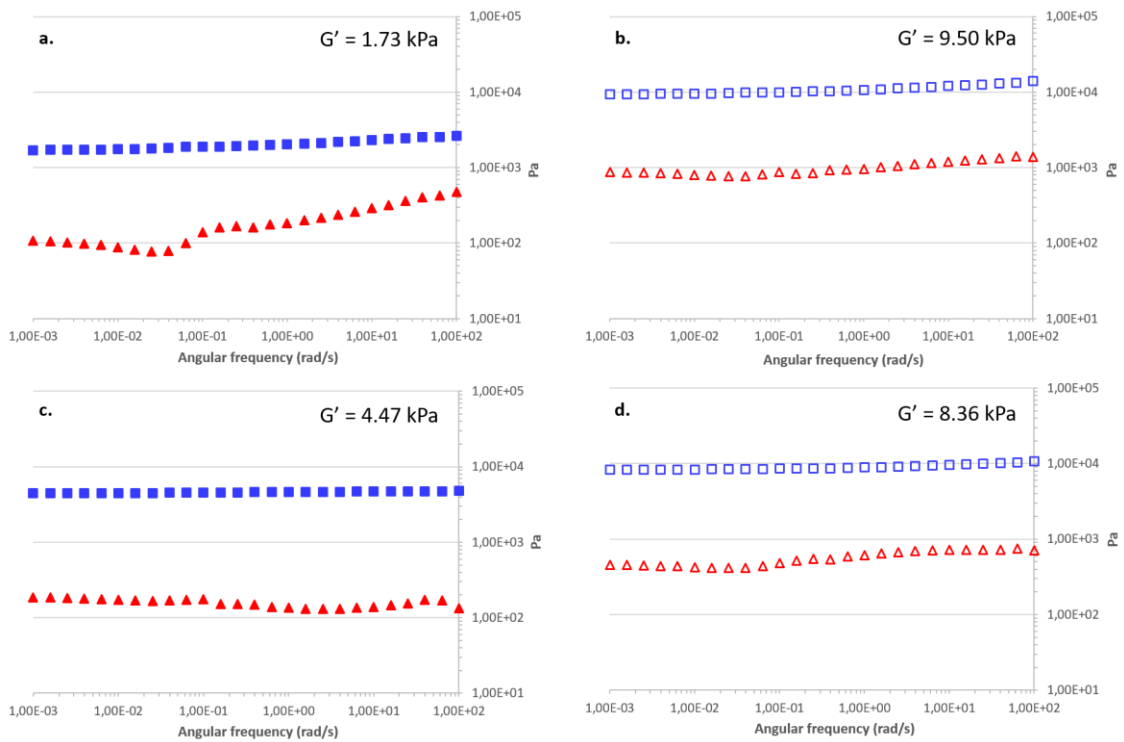 a.
G’ = 1.73 kPa
1,00E+05
1,00E+04
1,00E+03
1,00E+02
1,00E+01
Pa
1,00E-03 1,00E-02 1,00E-01 1,00E+00 1,00E+01 1,00E+02
Angular frequency (rad/s)
b.
G’ = 9.50 kPa
1,00E+05
1,00E+04
1,00E+03
1,00E+02
1,00E+01
Pa
1,00E-03 1,00E-02 1,00E-01 1,00E+00 1,00E+01 1,00E+02
Angular frequency (rad/s)
c.
G’ = 4.47 kPa
1,00E+05
1,00E+04
1,00E+03
1,00E+02
1,00E+01
Pa
1,00E-03 1,00E-02 1,00E-01 1,00E+00 1,00E+01 1,00E+02
Angular frequency (rad/s)
d.
G’ = 8.36 kPa
1,00E+05
1,00E+04
1,00E+03
1,00E+02
1,00E+01
Pa
1,00E-03 1,00E-02 1,00E-01 1,00E+00 1,00E+01 1,00E+02
Angular frequency (rad/s)